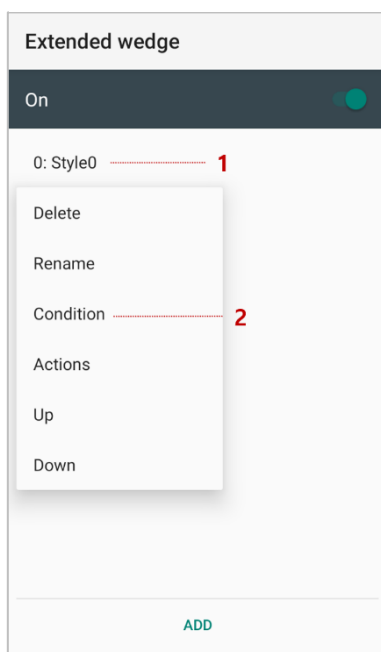 Extended wedge
On
0: Style0 1
Delete
Rename
Condition 2
Actions
Up
Down
ADD